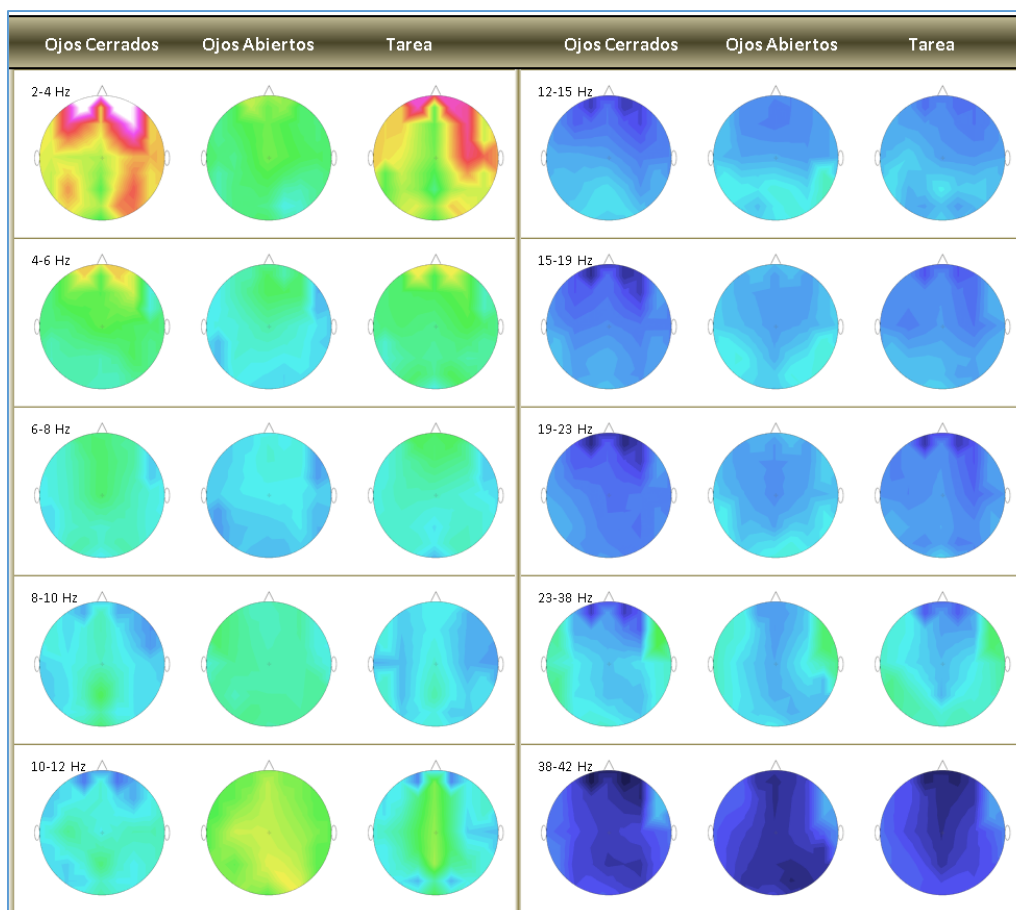 Ojos Cerrados Ojos Abiertos Tarea Ojos Cerrados Ojos Abiertos Tarea
2-4 Hz 12-15 Hz
4-6 Hz 15-19 Hz
6-8 Hz 19-23 Hz
8-10 Hz 23-38 Hz
10-12 Hz 38-42 Hz